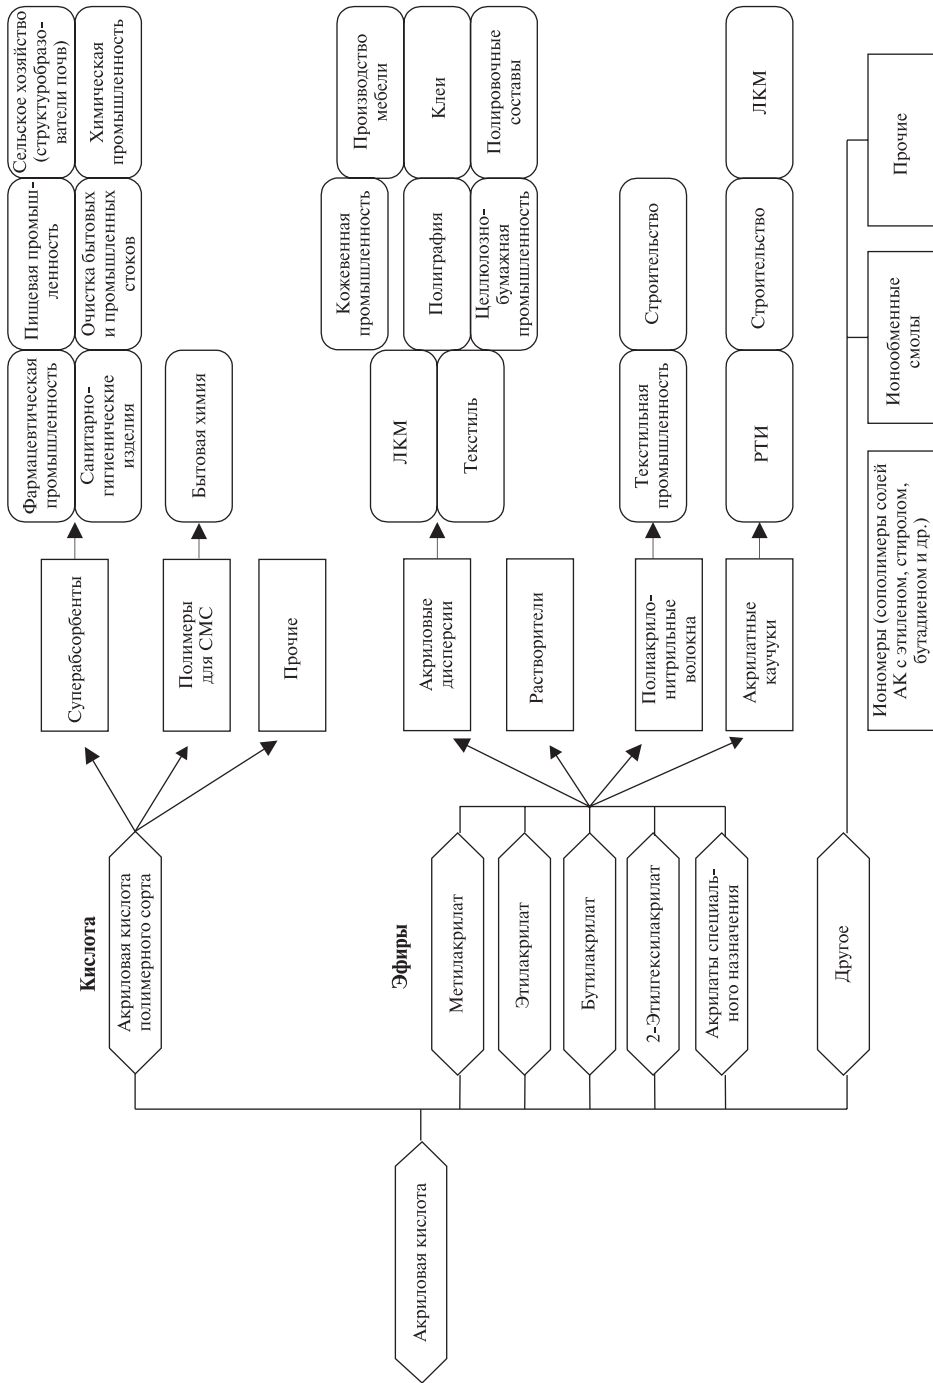 Акриловая кислота
Кислота
Акриловая кислота
полимерного сорта
Суперабсорбенты
Фармацевтическая
промышленность
Пищевая промыш-
ленность
Сельское хозяйство
(структуробразо-
ватели почв)
Санитарно-
гигиенические
изделия
Очистка бытовых
и промышленных
стоков
Химическая
промышленность
Полимеры
для СМС
Бытовая химия
Прочие
Эфиры
Метилакрилат
Этилакрилат
Бутилакрилат
2-Этилгексилакрилат
Акрилаты специаль-
ного назначения
Акриловые
дисперсии
ЛКМ
Текстиль
Кожевенная
промышленность
Полиграфия
Целлюлозно-
бумажная
промышленность
Производство
мебели
Клеи
Полировочные
составы
Растворители
Полиакрило-
нитрильные
волокна
Текстильная
промышленность
Строительство
Акрилатные
каучуки
РТИ
Строительство
ЛКМ
Другое
Иономеры (сополимеры солей
АК с этиленом, стиролом,
бутадиеном и др.)
Ионообменные
смолы
Прочие